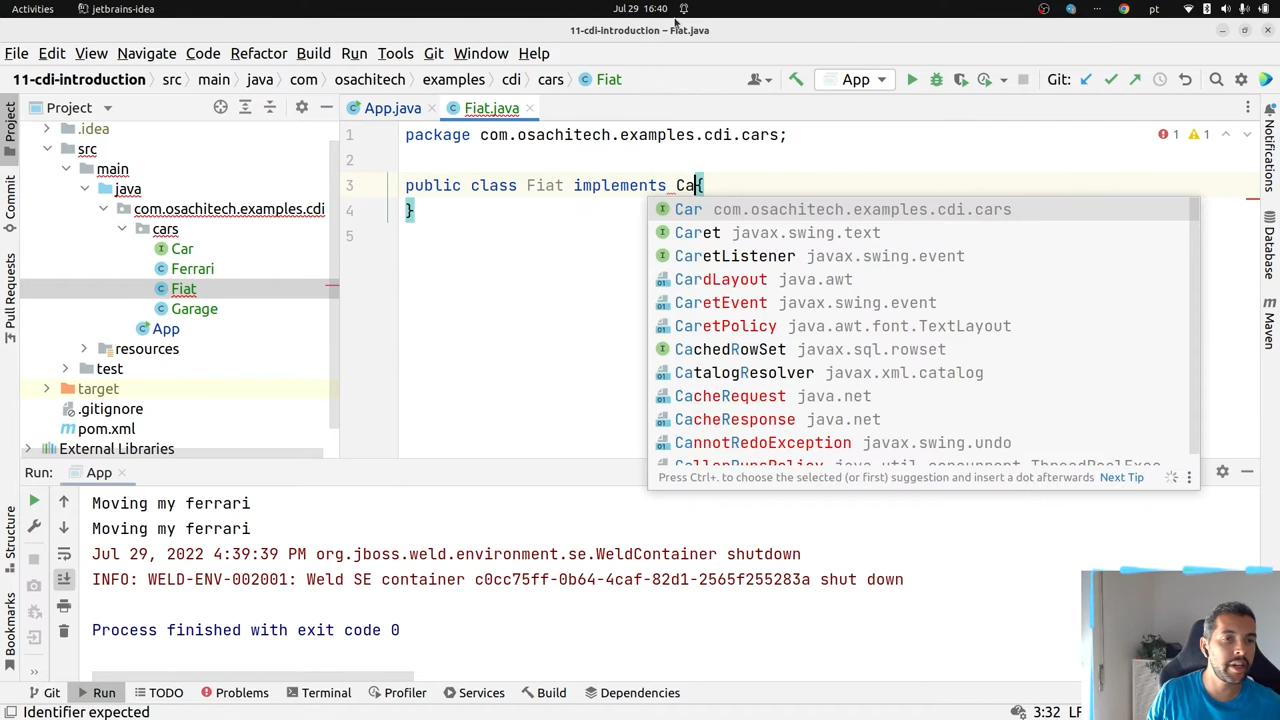 Activities jetbrains-idea Jul 29 16:40 pt
11-cdi-introduction – Fiat.java
File Edit View Navigate Code Refactor Build Run Tools Git Window Help
11-cdi-introduction src main java com osachitech examples cdi cars Fiat App Git:
Project
Project App.java Fiat.java
.idea
src
main
java
com.osachitech.examples.cdi
cars
Car
Ferrari
Fiat
Garage
App
resources
test
target
.gitignore
pom.xml
External Libraries
Commit
Pull Requests
Structure
Bookmarks
1 package com.osachitech.examples.cdi.cars;
2
3 public class Fiat implements Ca{
4 }
5
1 1
Car com.osachitech.examples.cdi.cars
Caret javax.swing.text
CaretListener javax.swing.event
CardLayout java.awt
CaretEvent javax.swing.event
CaretPolicy java.awt.font.TextLayout
CachedRowSet javax.sql.rowset
CatalogResolver javax.xml.catalog
CacheRequest java.net
CacheResponse java.net
CannotRedoException javax.swing.undo
CallerRunsPolicy java.util.concurrent.ThreadPoolExec
Press Ctrl+. to choose the selected (or first) suggestion and insert a dot afterwards Next Tip
Notifications
Database
Maven
Run: App
Moving my ferrari
Moving my ferrari
Jul 29, 2022 4:39:39 PM org.jboss.weld.environment.se.WeldContainer shutdown
INFO: WELD-ENV-002001: Weld SE container c0cc75ff-0b64-4caf-82d1-2565f255283a shut down
Process finished with exit code 0
Git Run TODO Problems Terminal Profiler Services Build Dependencies
Identifier expected 3:32 LF